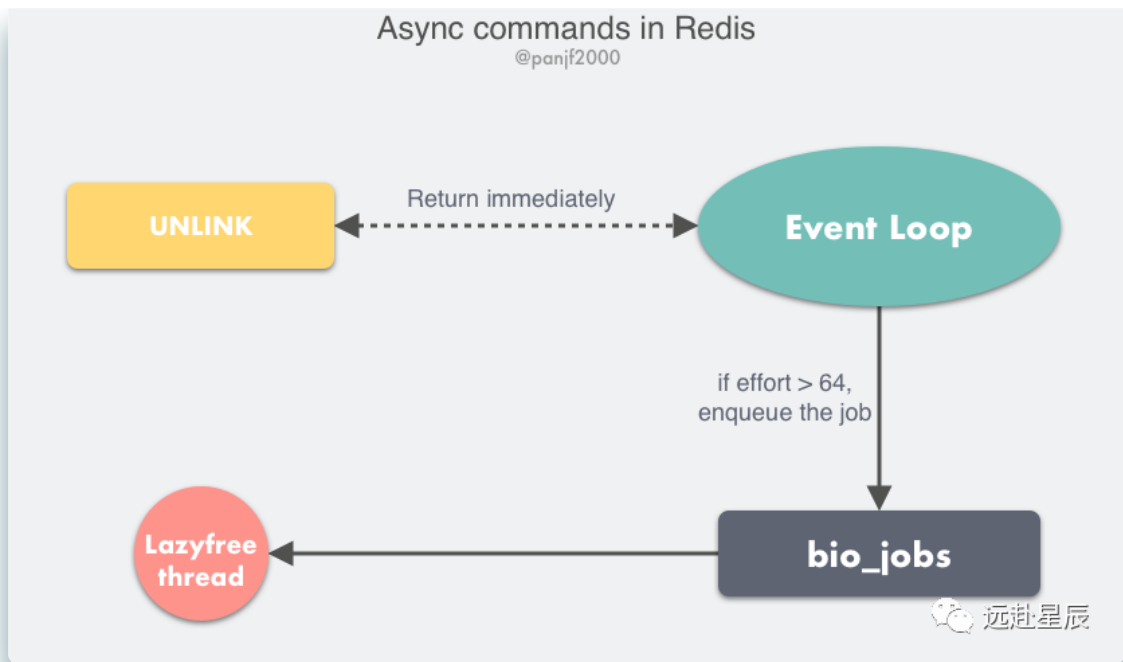 Async commands in Redis
@panjf2000
UNLINK
Return immediately
Event Loop
if effort > 64,
enqueue the job
Lazyfree
thread
bio_jobs
远赴星辰